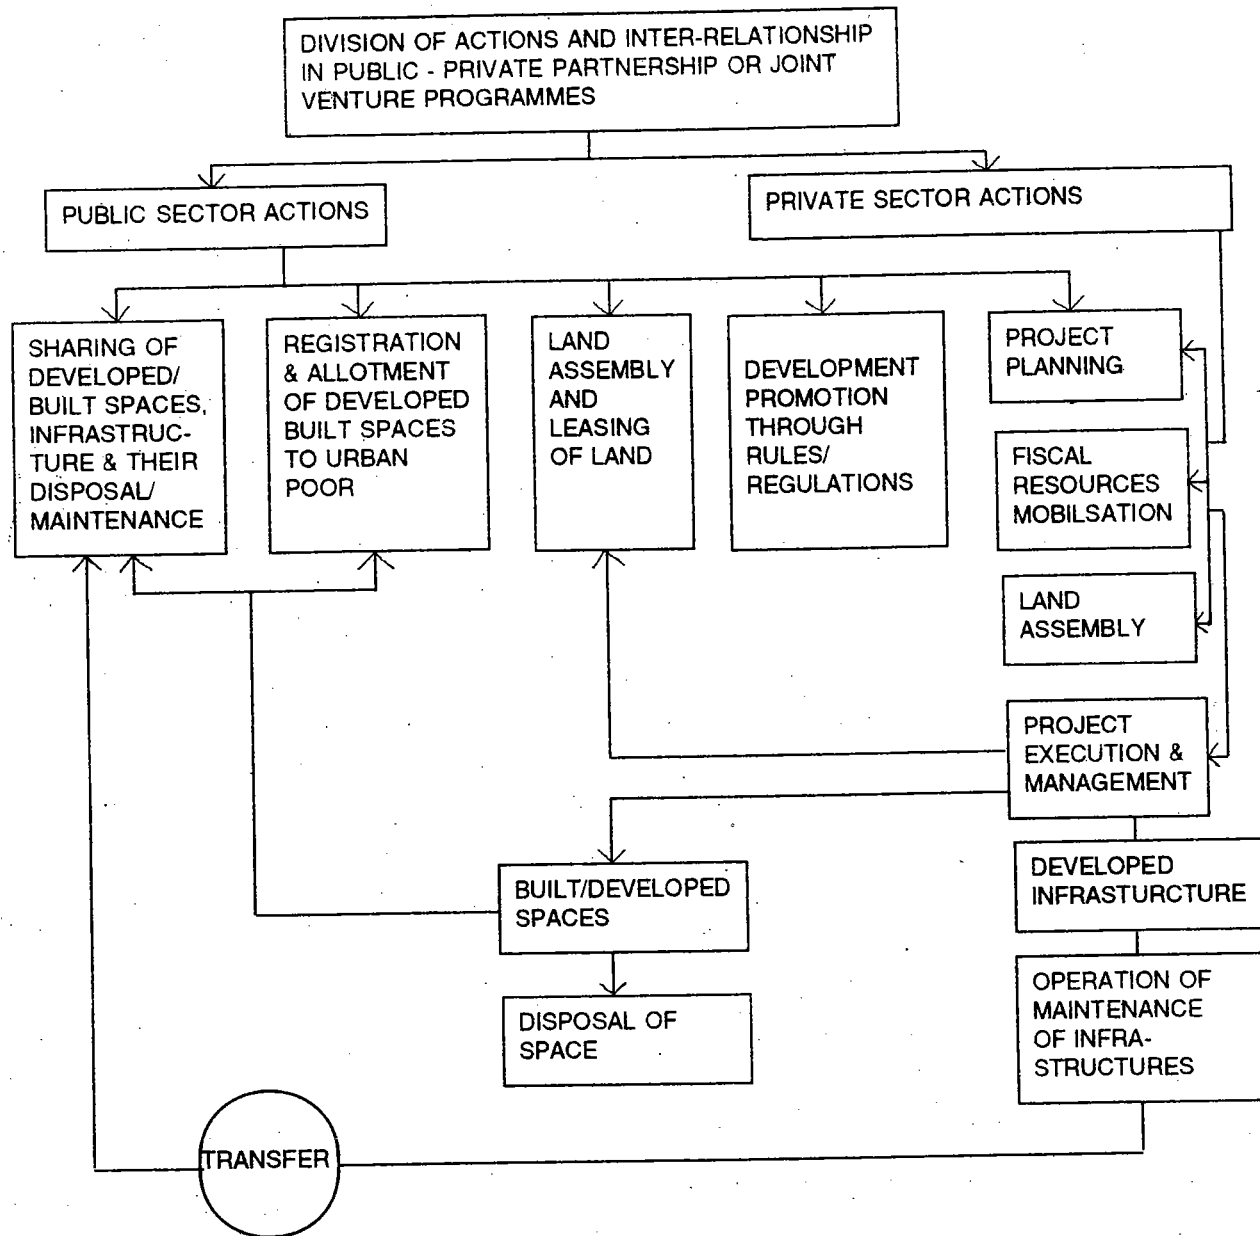 DIVISION OF ACTIONS AND INTER-RELATIONSHIP
IN PUBLIC - PRIVATE PARTNERSHIP OR JOINT
VENTURE PROGRAMMES
PUBLIC SECTOR ACTIONS
PRIVATE SECTOR ACTIONS
SHARING OF
DEVELOPED/
BUILT SPACES,
INFRASTRUC-
TURE & THEIR
DISPOSAL/
MAINTENANCE
REGISTRATION
& ALLOTMENT
OF DEVELOPED
BUILT SPACES
TO URBAN
POOR
LAND
ASSEMBLY
AND
LEASING
OF LAND
DEVELOPMENT
PROMOTION
THROUGH
RULES/
REGULATIONS
PROJECT
PLANNING
FISCAL
RESOURCES
MOBILSATION
LAND
ASSEMBLY
PROJECT
EXECUTION &
MANAGEMENT
BUILT/DEVELOPED
SPACES
DEVELOPED
INFRASTURCTURE
DISPOSAL OF
SPACE
OPERATION OF
MAINTENANCE
OF INFRA-
STRUCTURES
TRANSFER